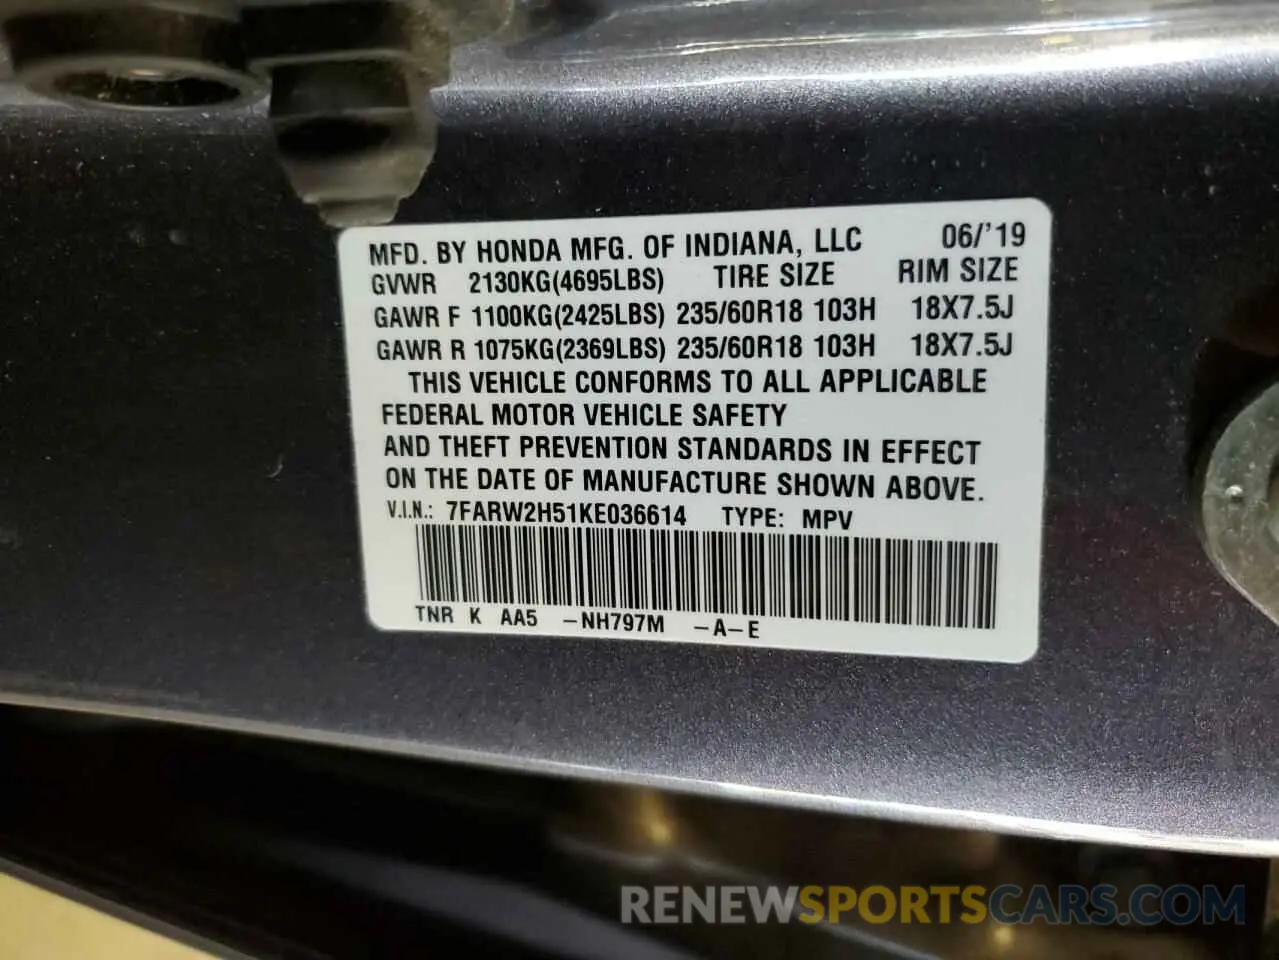 MFD. BY HONDA MFG. OF INDIANA, LLC 06/'19
GVWR 2130KG(4695LBS) TIRE SIZE RIM SIZE
GAWR F 1100KG(2425LBS) 235/60R18 103H 18X7.5J
GAWR R 1075KG(2369LBS) 235/60R18 103H 18X7.5J
THIS VEHICLE CONFORMS TO ALL APPLICABLE
FEDERAL MOTOR VEHICLE SAFETY
AND THEFT PREVENTION STANDARDS IN EFFECT
ON THE DATE OF MANUFACTURE SHOWN ABOVE.
V.I.N.: 7FARW2H51KE036614 TYPE: MPV
TNR K AA5 -NH797M -A-E
RENEWSPORTSCARS.COM